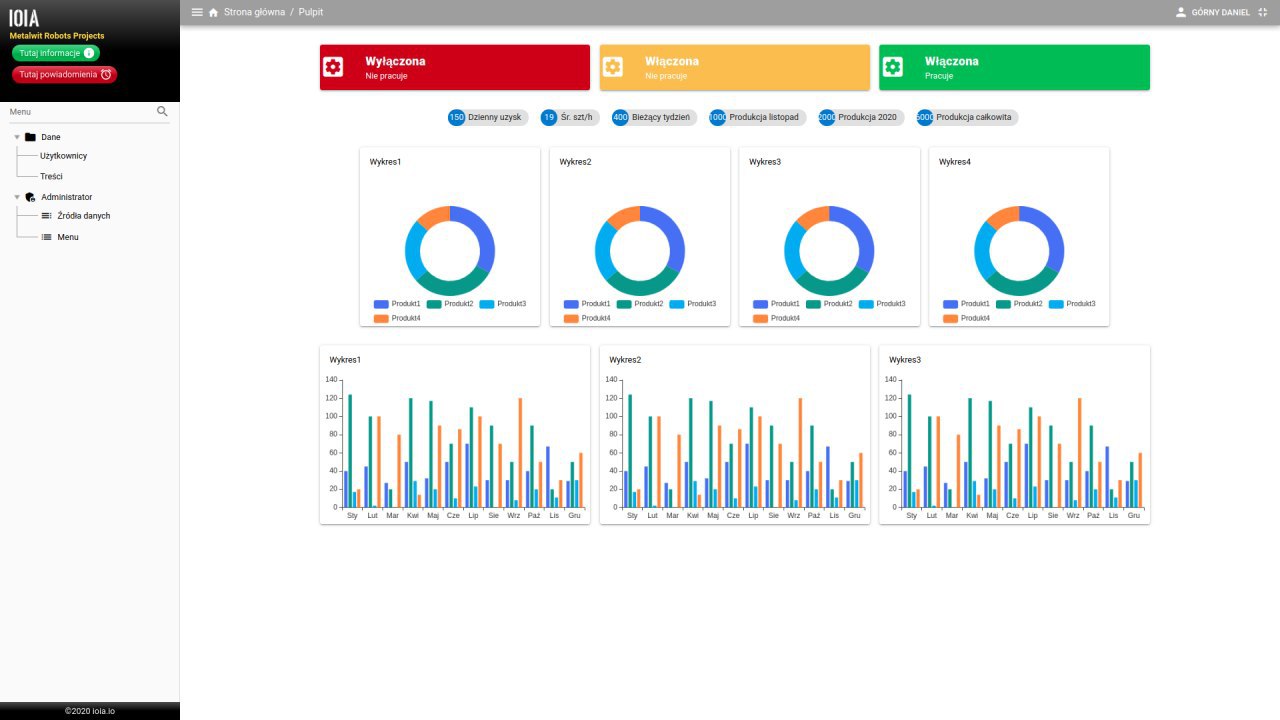 IOIA
Metalwit Robots Projects
Tutaj informacje
Tutaj powiadomienia
Menu
Dane
Użytkownicy
Treści
Administrator
Źródła danych
Menu
©2020 ioia.io
Strona główna / Pulpit
GÓRNY DANIEL
Wyłączona
Nie pracuje
Włączona
Nie pracuje
Włączona
Pracuje
150 Dzienny uzysk
19 Śr. szt/h
400 Bieżący tydzień
1000 Produkcja listopad
2000 Produkcja 2020
5000 Produkcja całkowita
Wykres1
Produkt1 Produkt2 Produkt3
Produkt4
Wykres2
Produkt1 Produkt2 Produkt3
Produkt4
Wykres3
Produkt1 Produkt2 Produkt3
Produkt4
Wykres4
Produkt1 Produkt2 Produkt3
Produkt4
Wykres1
140
120
100
80
60
40
20
0
Sty Lut Mar Kwi Maj Cze Lip Sie Wrz Paź Lis Gru
Wykres2
140
120
100
80
60
40
20
0
Sty Lut Mar Kwi Maj Cze Lip Sie Wrz Paź Lis Gru
Wykres3
140
120
100
80
60
40
20
0
Sty Lut Mar Kwi Maj Cze Lip Sie Wrz Paź Lis Gru